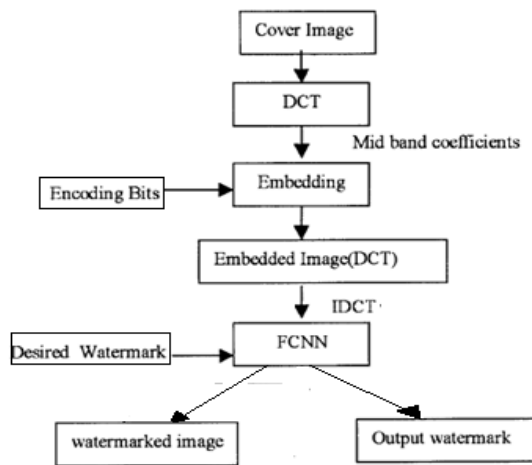 Cover Image
DCT
Mid band coefficients
Encoding Bits
Embedding
Embedded Image(DCT)
IDCT
Desired Watermark
FCNN
watermarked image
Output watermark